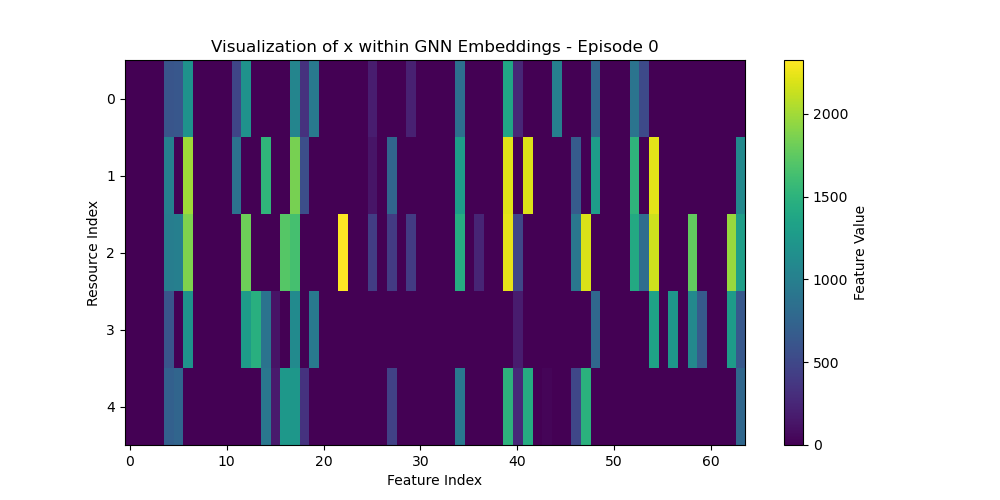 Visualization of x within GNN Embeddings - Episode 0
0
1
2
3
4
Resource Index
0 10 20 30 40 50 60
Feature Index
2000
1500
1000
500
0
Feature Value